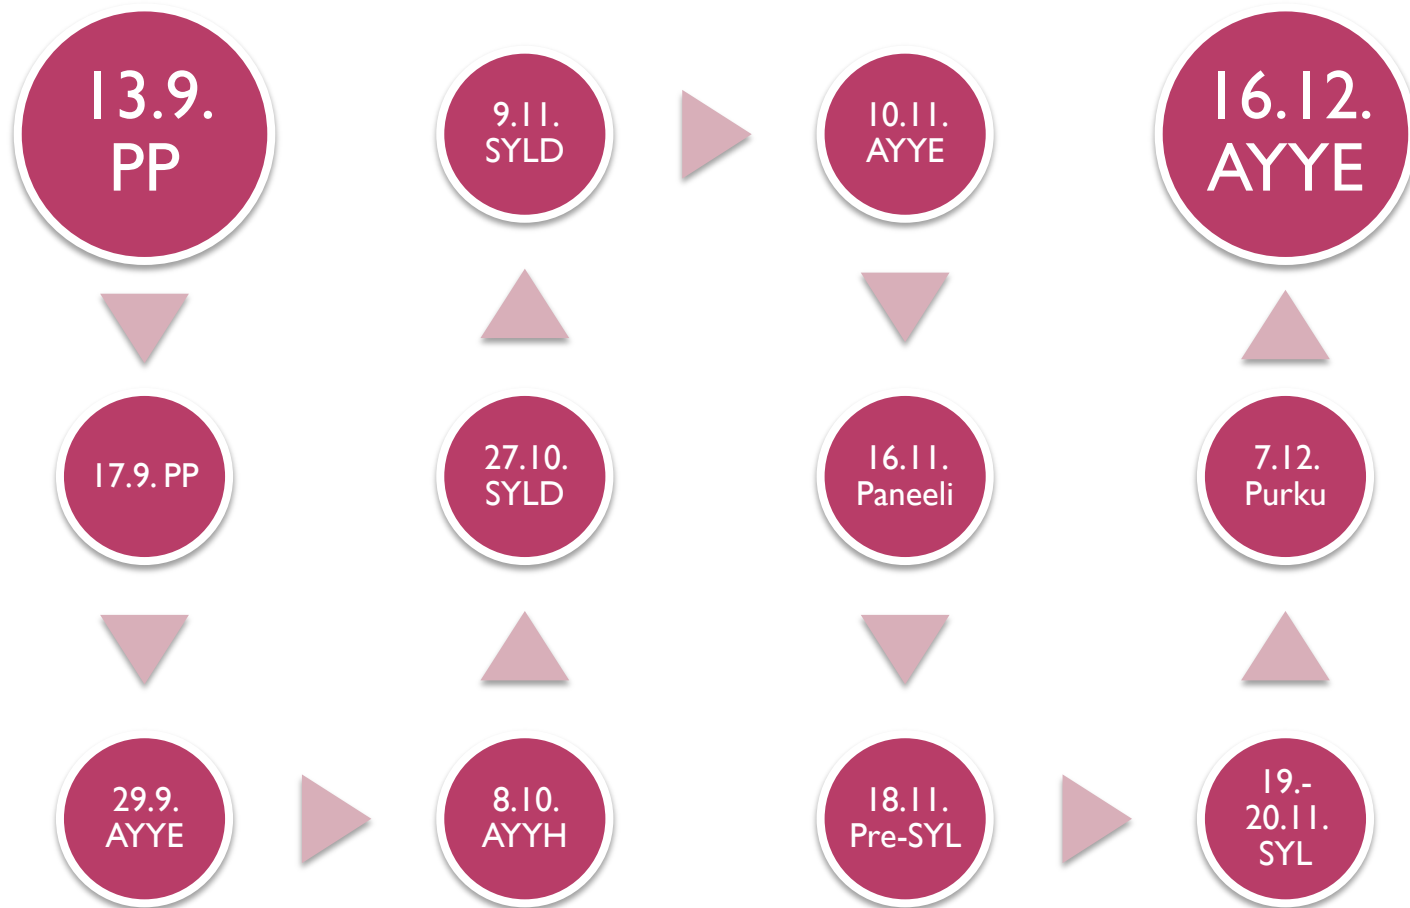 13.9.
PP
17.9. PP
29.9.
AYYE
8.10.
AYYH
27.10.
SYLD
9.11.
SYLD
10.11.
AYYE
16.11.
Paneeli
18.11.
Pre-SYL
19.-
20.11.
SYL
7.12.
Purku
16.12.
AYYE